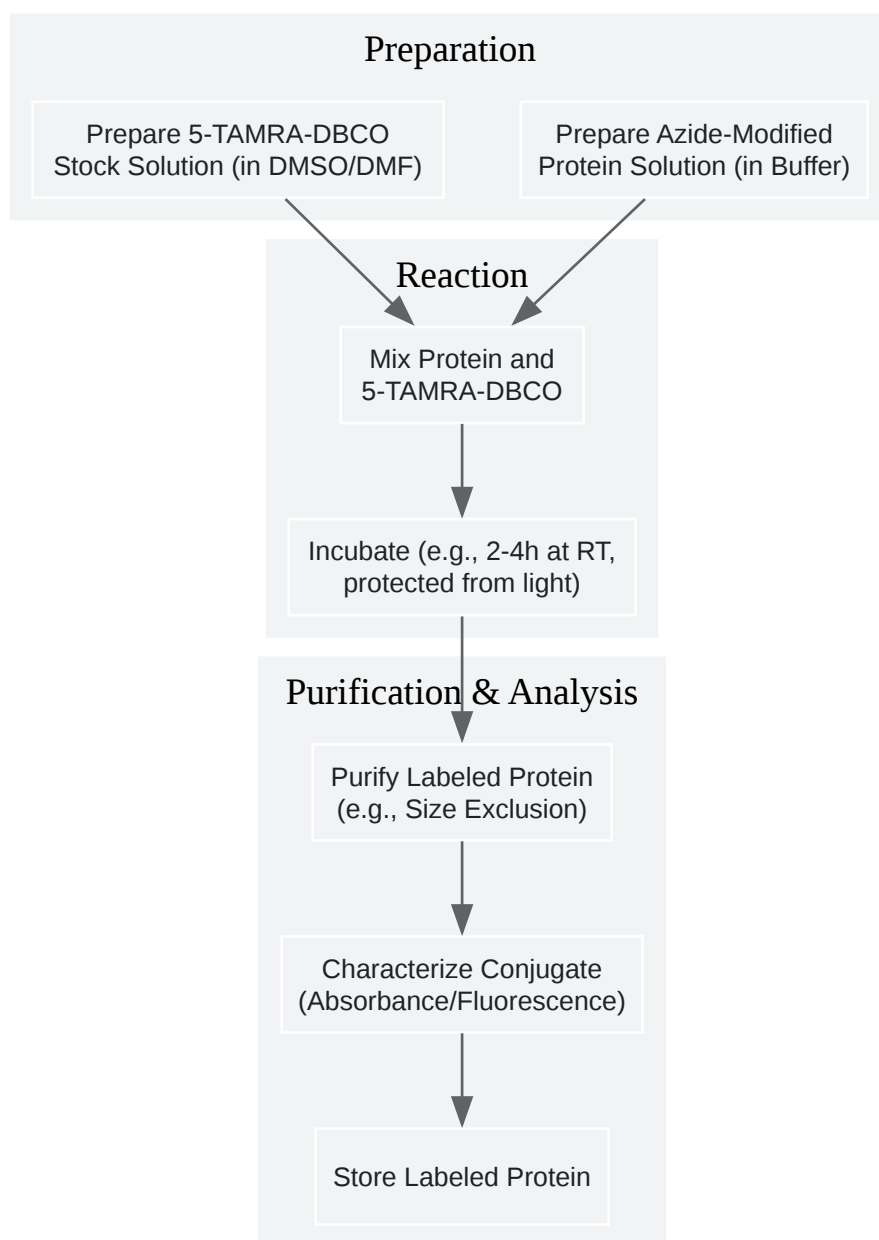 Preparation
Prepare 5-TAMRA-DBCO
Stock Solution (in DMSO/DMF)
Prepare Azide-Modified
Protein Solution (in Buffer)
Reaction
Mix Protein and
5-TAMRA-DBCO
Incubate (e.g., 2-4h at RT,
protected from light)
Purification & Analysis
Purify Labeled Protein
(e.g., Size Exclusion)
Characterize Conjugate
(Absorbance/Fluorescence)
Store Labeled Protein